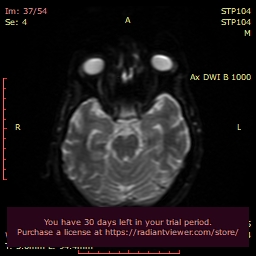 Im: 37/54
Se: 4
A
STP104
STP104
M
Ax DWI B 1000
R
L
You have 30 days left in your trial period.
Purchase a license at https://radiantviewer.com/store/